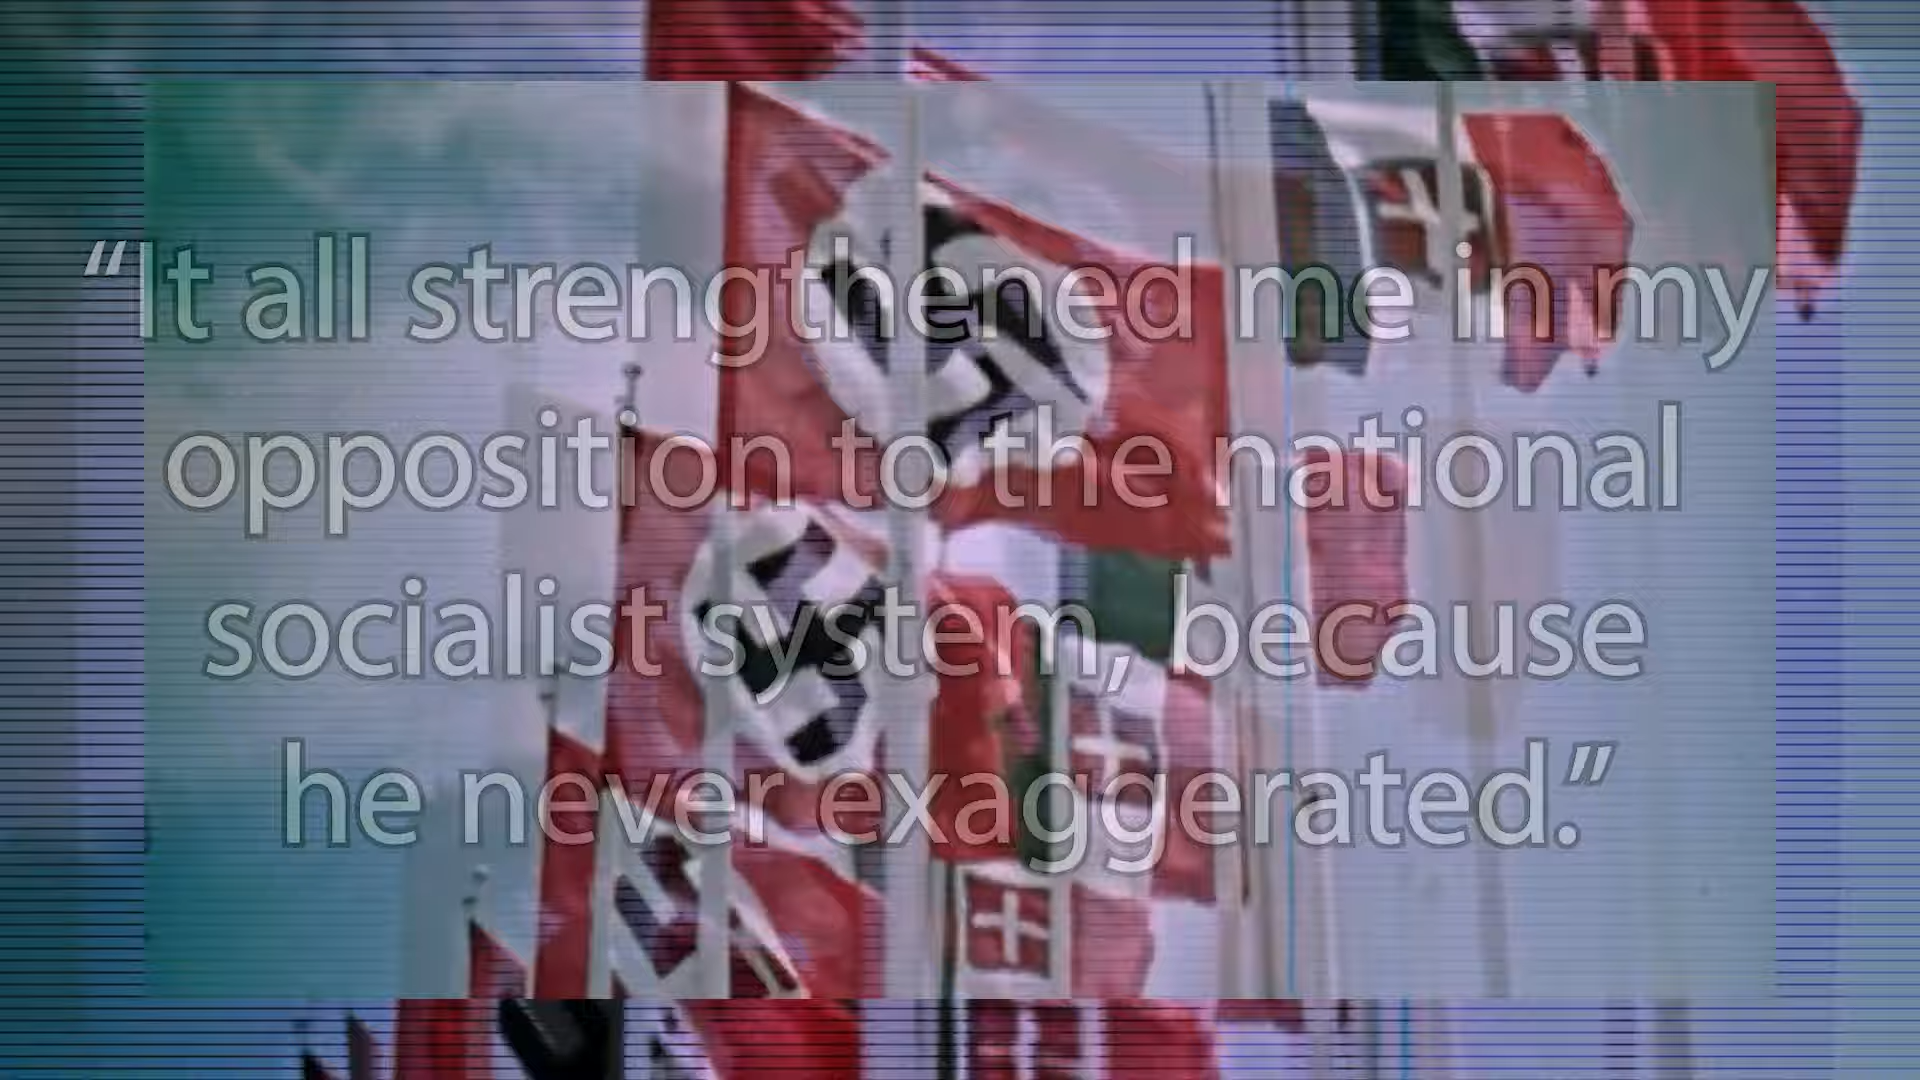 “It all strengthened me in my
opposition to the national
socialist system, because
he never exaggerated.”